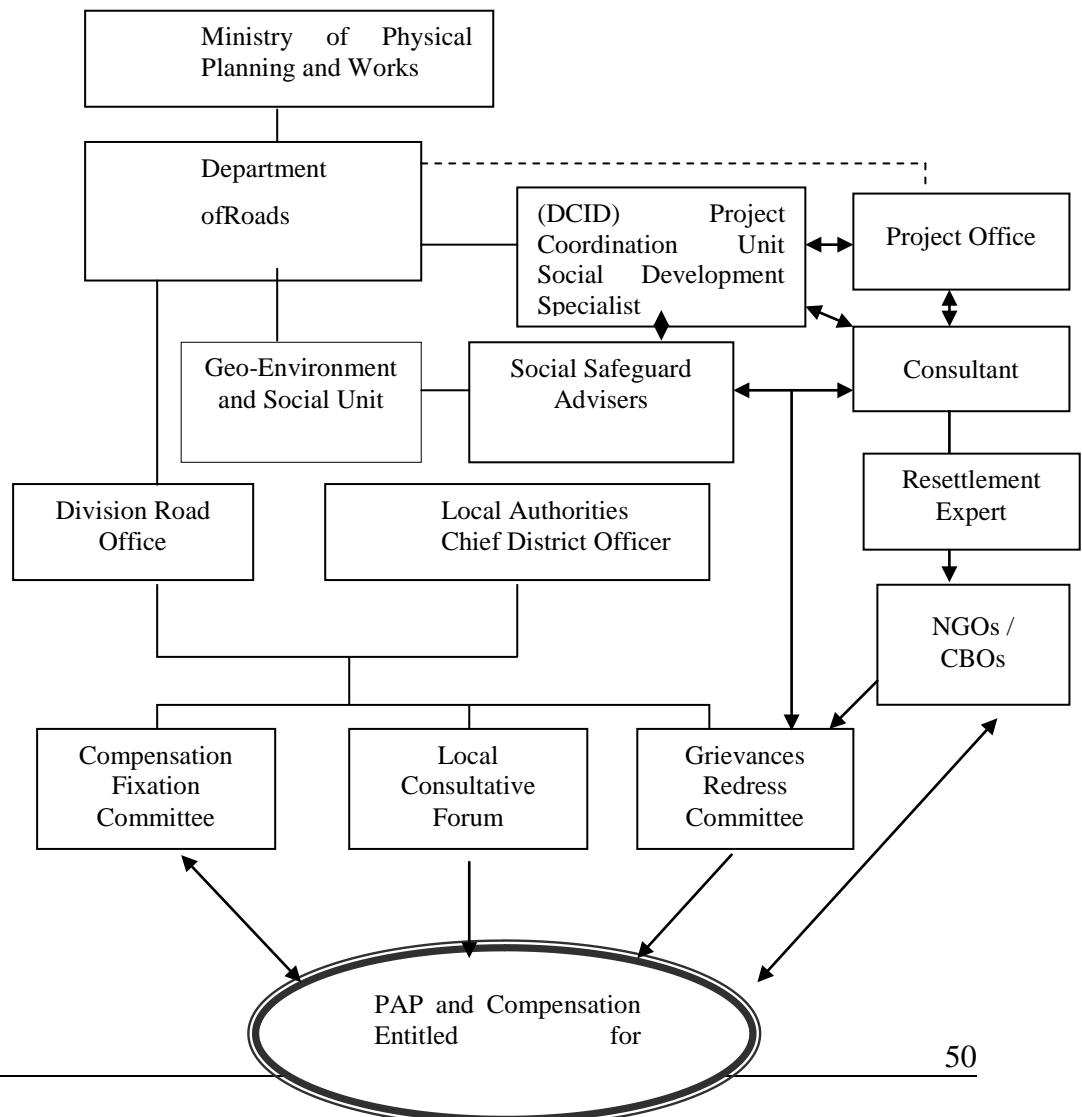 Ministry of Physical
Planning and Works
Department
ofRoads
(DCID) Project
Coordination Unit
Social Development
Specialist
Project Office
Geo-Environment
and Social Unit
Social Safeguard
Advisers
Consultant
Division Road
Office
Local Authorities
Chief District Officer
Resettlement
Expert
NGOs /
CBOs
Compensation
Fixation
Committee
Local
Consultative
Forum
Grievances
Redress
Committee
PAP and Compensation
Entitled for
50